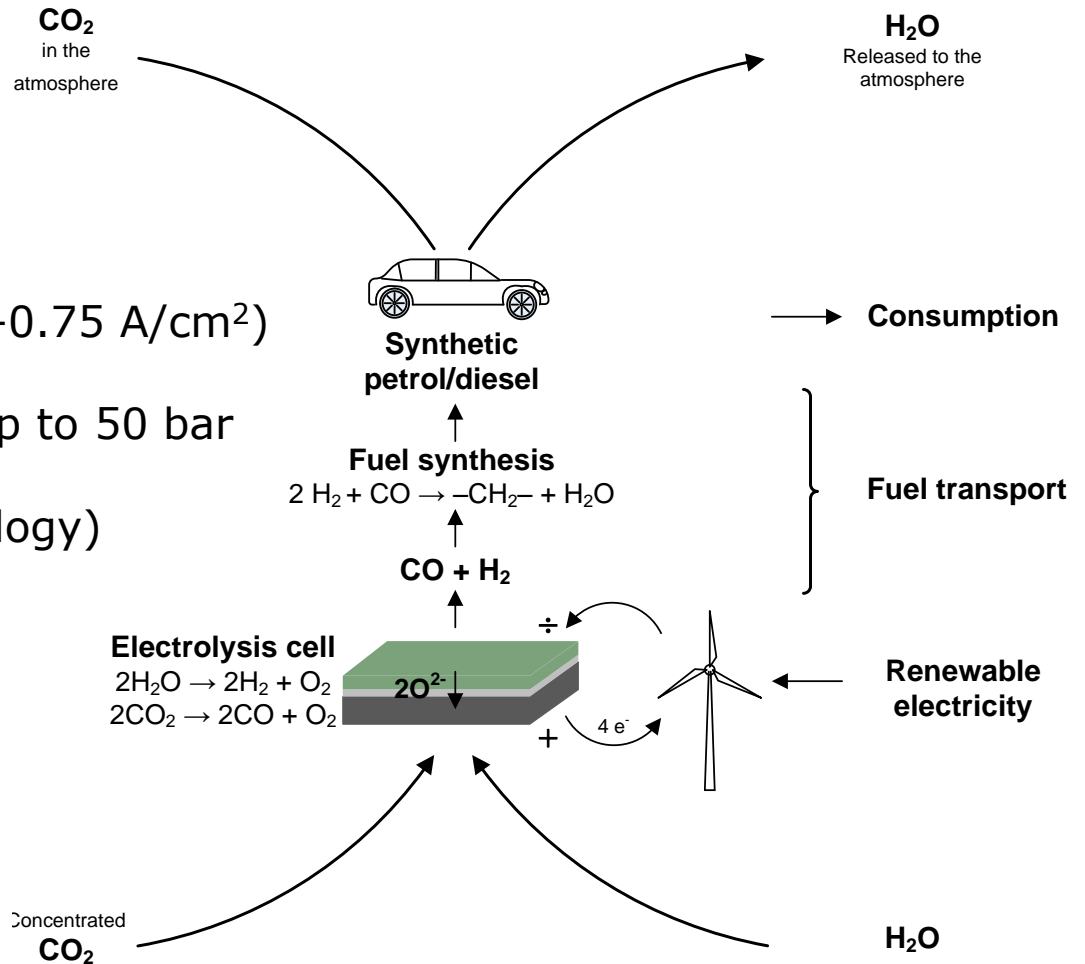 CO₂
in the
atmosphere
H₂O
Released to the
atmosphere
-0.75 A/cm²)
p to 50 bar
logy)
Synthetic
petrol/diesel
Fuel synthesis
2 H₂ + CO → –CH₂– + H₂O
CO + H₂
Electrolysis cell
2H₂O → 2H₂ + O₂
2CO₂ → 2CO + O₂
2O²⁻
÷
+
4 e⁻
Consumption
Fuel transport
Renewable
electricity
Concentrated
CO₂
H₂O